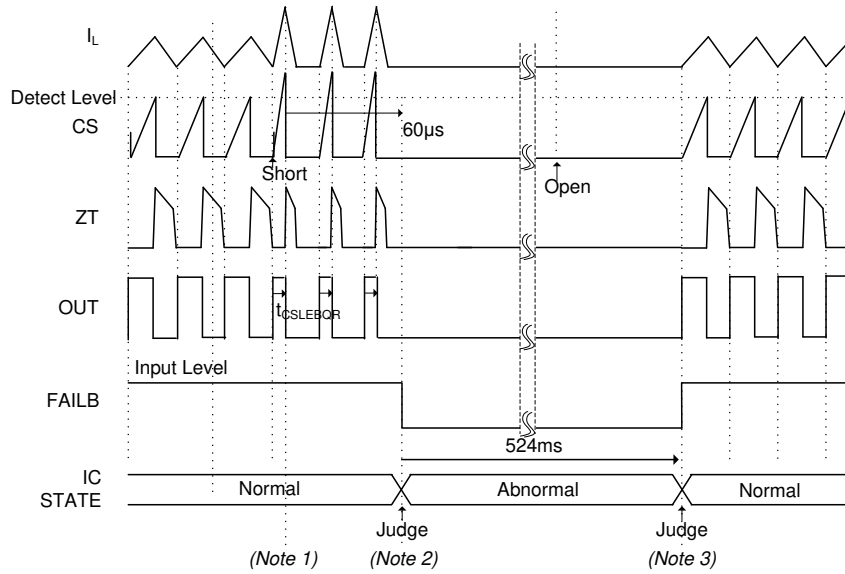 I_L
Detect Level
CS
60µs
Short
Open
ZT
OUT
t_CSLEBQR
Input Level
FAILB
524ms
IC
STATE
Normal
Abnormal
Normal
Judge
Judge
(Note 1)
(Note 2)
(Note 3)